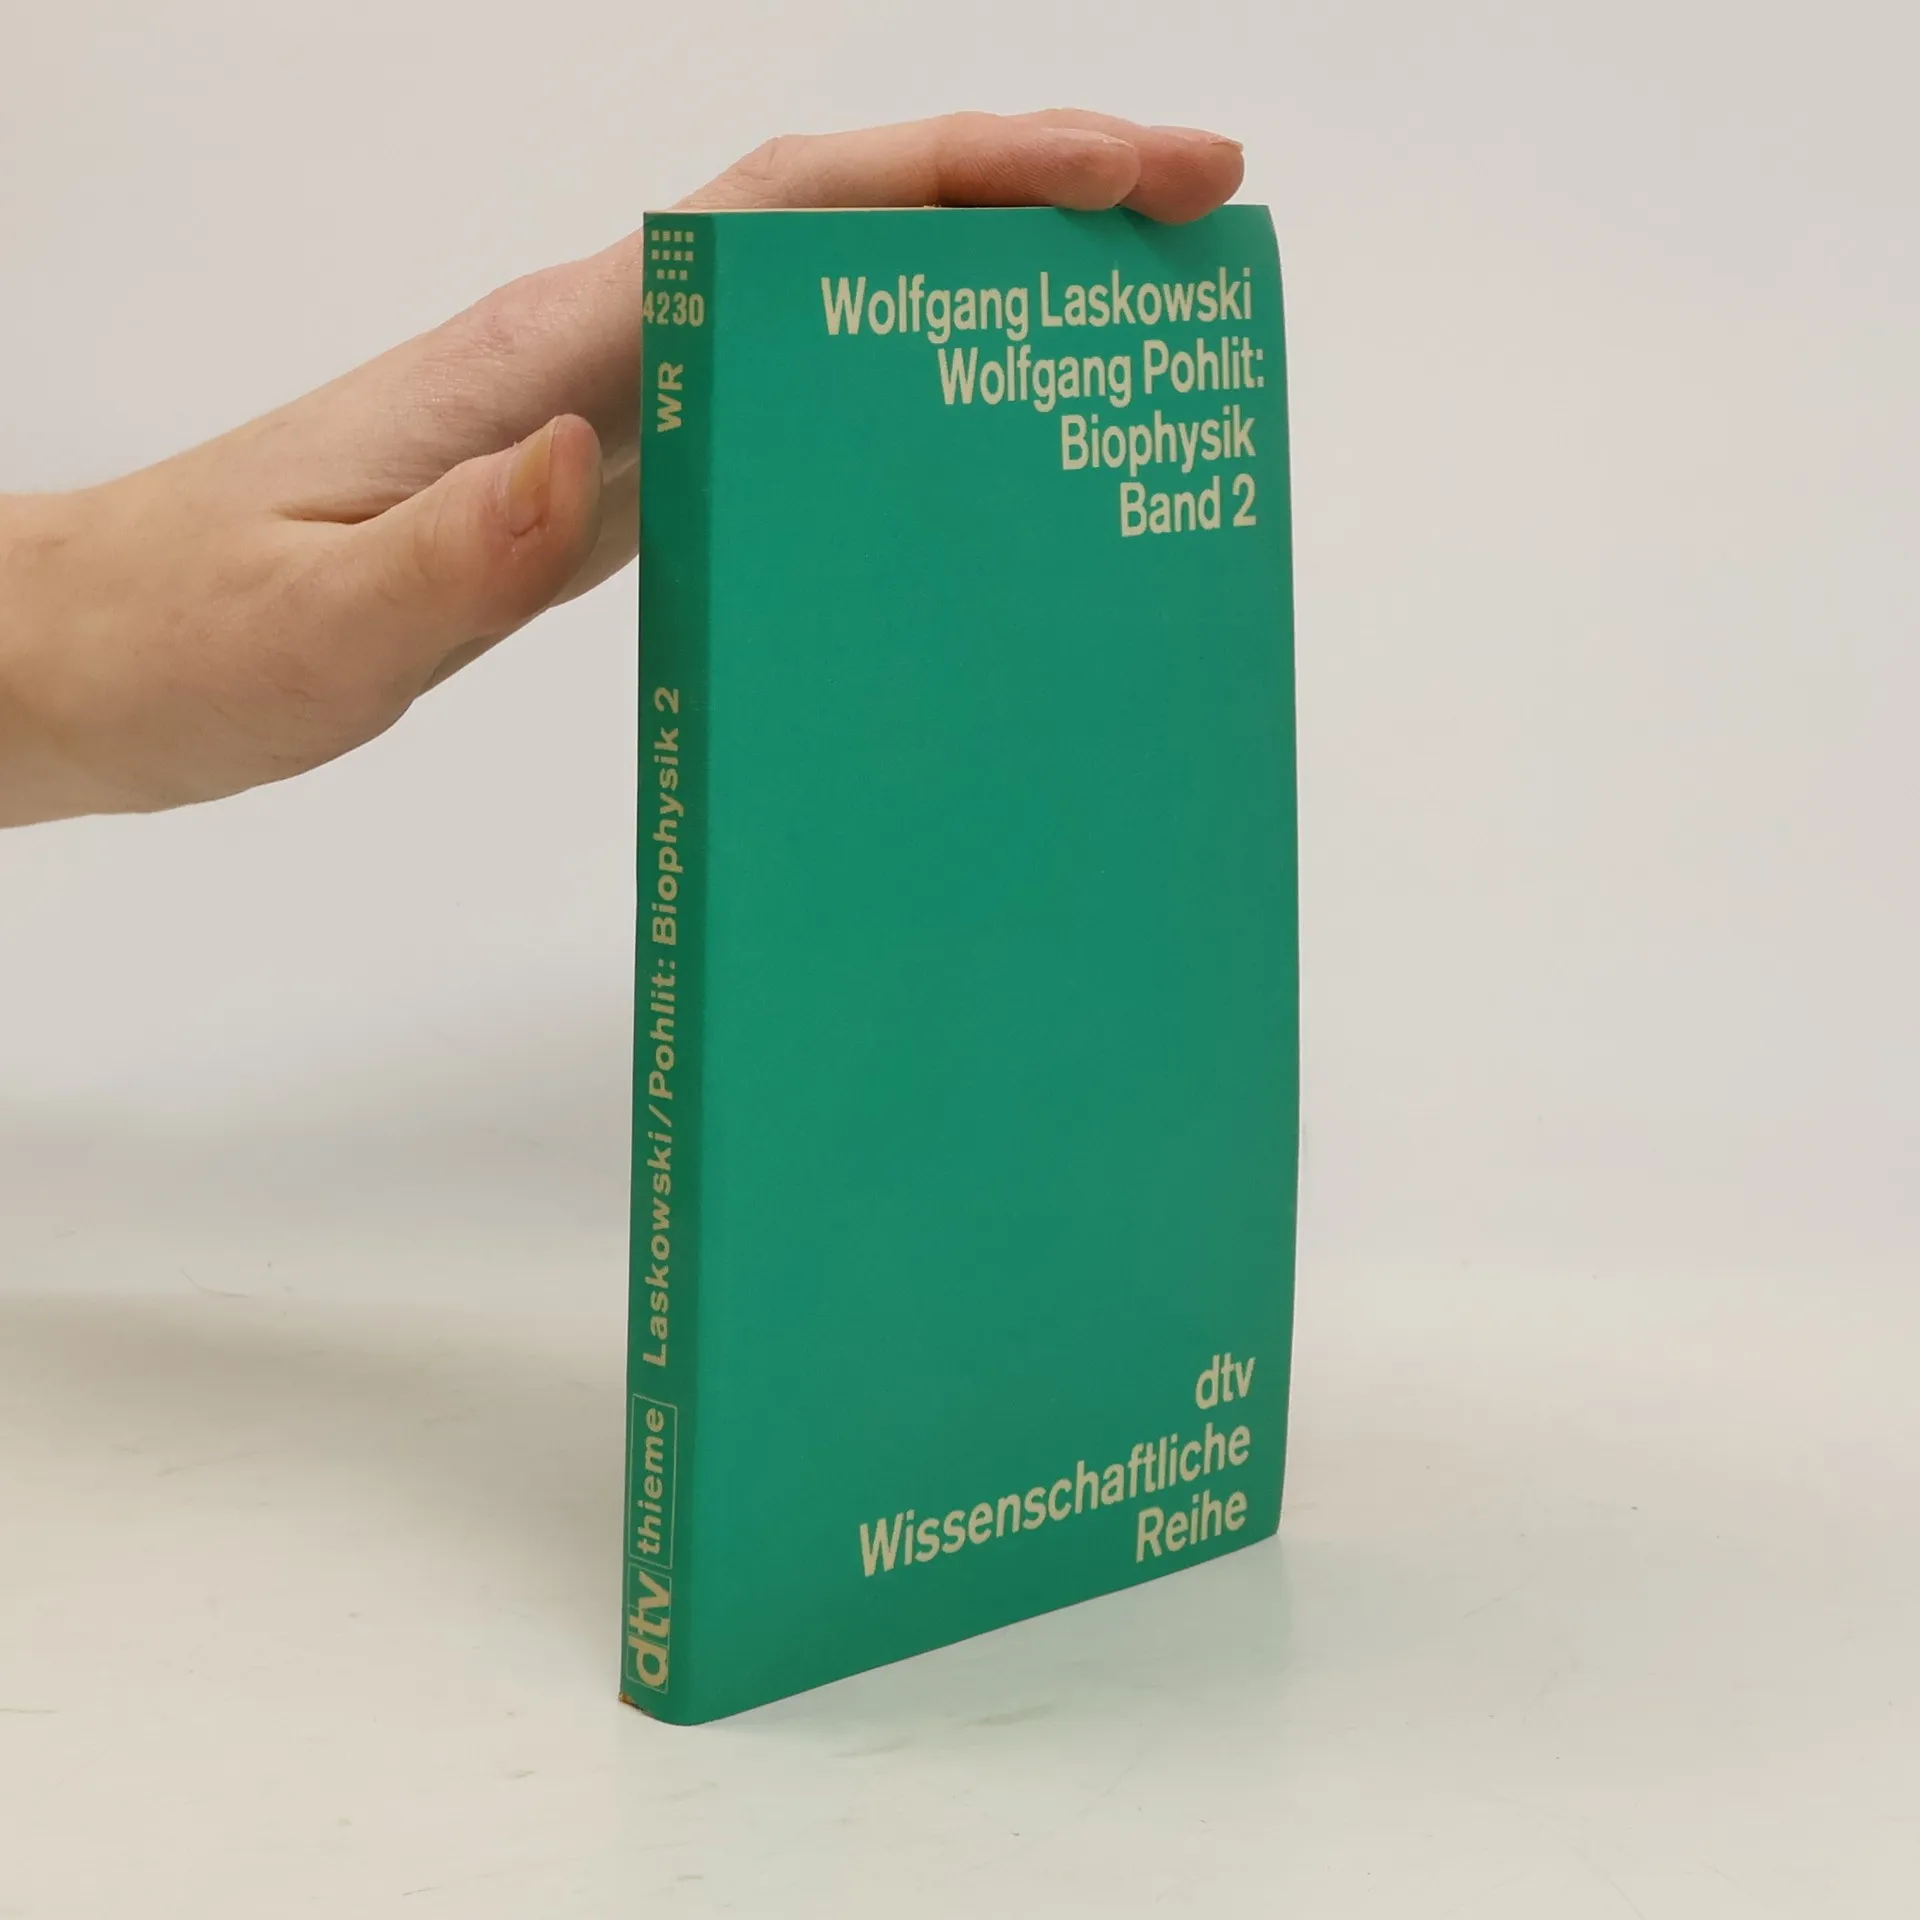 Wolfgang Laskowski
Wolfgang Pohlit:
Biophysik
Band 2
dtv
Wissenschaftliche
Reihe
4230
WR
Laskowski/Pohlit: Biophysik 2
thieme
dtv